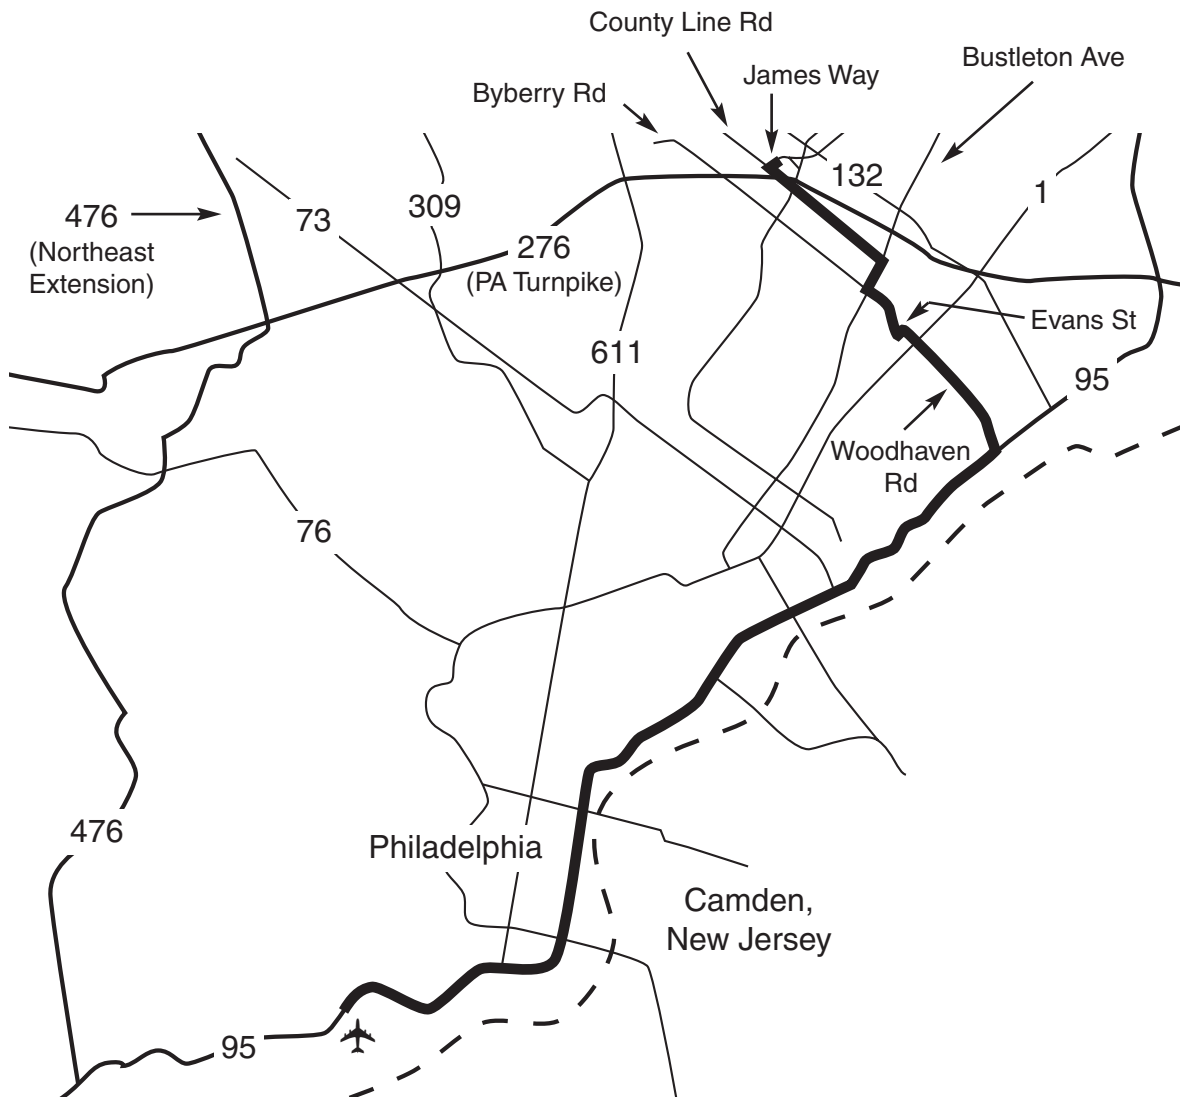 County Line Rd
Bustleton Ave
James Way
Byberry Rd
132
1
476
(Northeast
Extension)
73
309
276
(PA Turnpike)
Evans St
611
95
Woodhaven
Rd
76
476
Philadelphia
Camden,
New Jersey
95